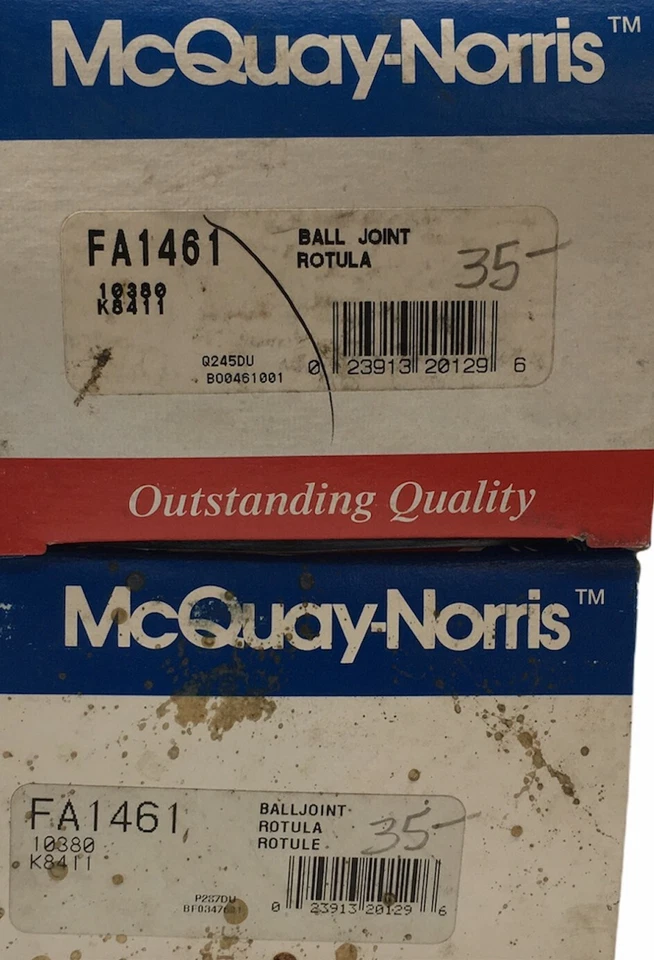 McQuay-Norris™
FA1461
BALL JOINT
ROTULA
35-
10380
K8411
Q245DU
B00461001
0 23913 20129 6
Outstanding Quality
McQuay-Norris™
FA1461
BALLJOINT
ROTULA
ROTULE
35-
10380
K8411
P287DU
0 23913 20129 6